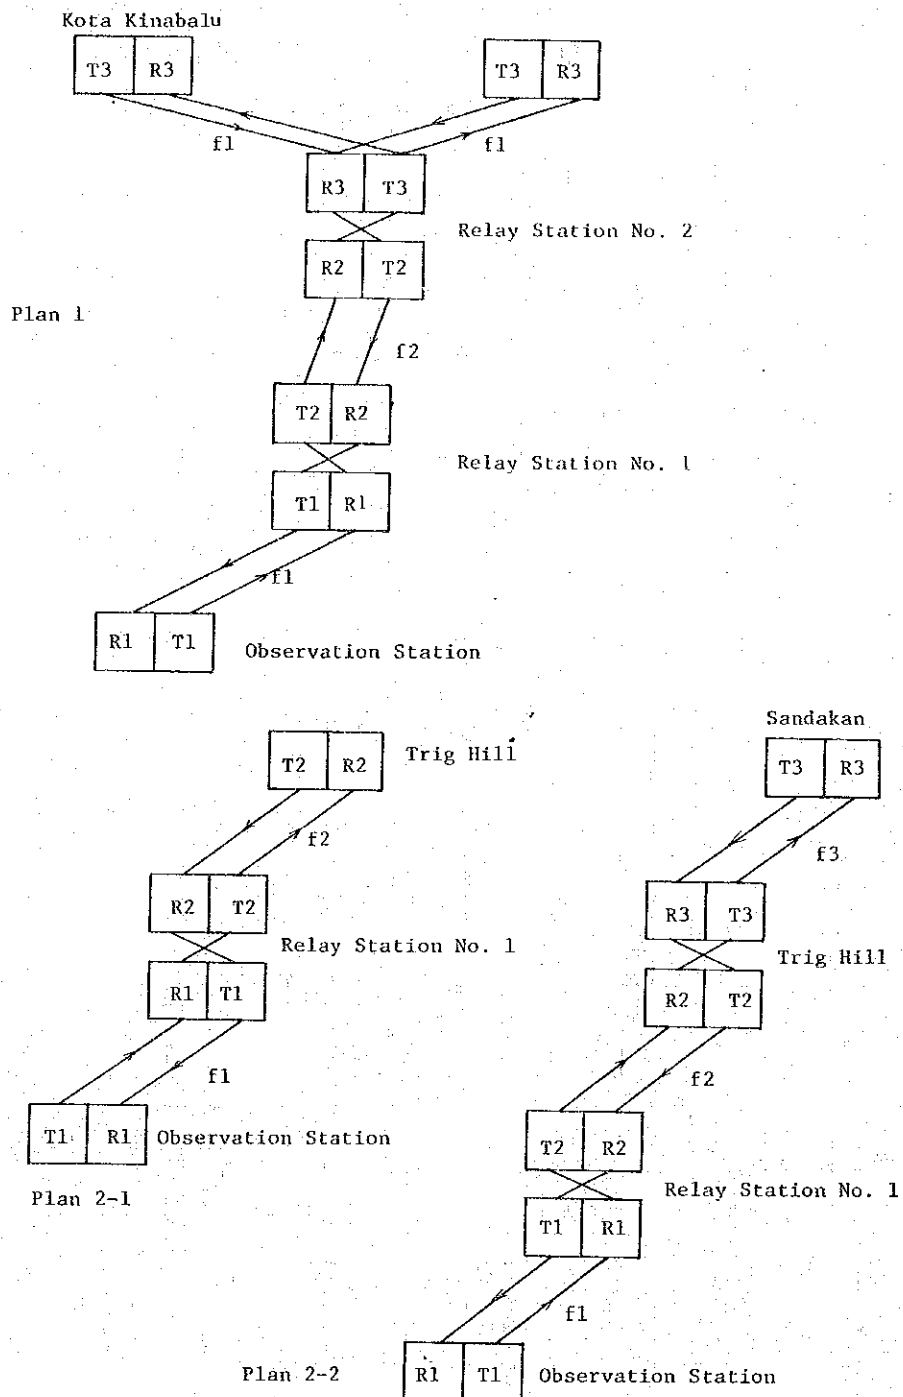 Kota Kinabalu
T3 R3 T3 R3
f1 f1
R3 T3
Relay Station No. 2
R2 T2
Plan 1
f2
T2 R2
Relay Station No. 1
T1 R1
f1
R1 T1
Observation Station
T2 R2
Trig Hill
f2
R2 T2
Relay Station No. 1
R1 T1
f1
T1 R1
Observation Station
Plan 2-1
Sandakan
T3 R3
f3
R3 T3
Trig Hill
R2 T2
f2
T2 R2
Relay Station No. 1
T1 R1
f1
Plan 2-2
R1 T1
Observation Station